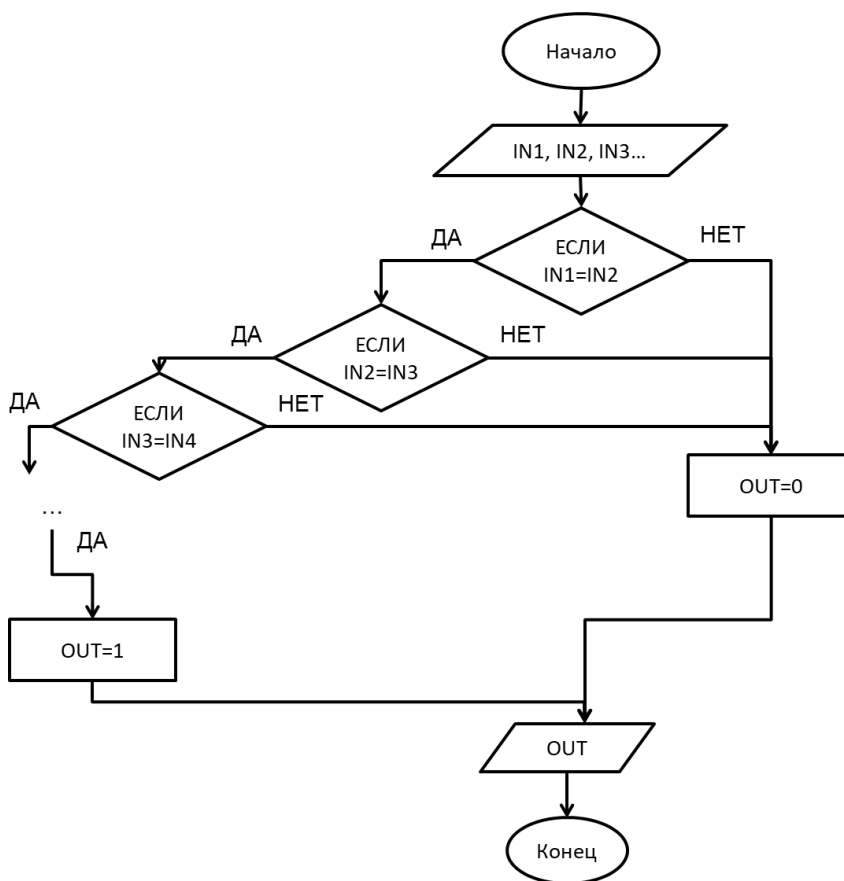 Начало
IN1, IN2, IN3...
ДА
НЕТ
ЕСЛИ
IN1=IN2
ДА
НЕТ
ЕСЛИ
IN2=IN3
ДА
НЕТ
ЕСЛИ
IN3=IN4
OUT=0
...
ДА
OUT=1
OUT
Конец